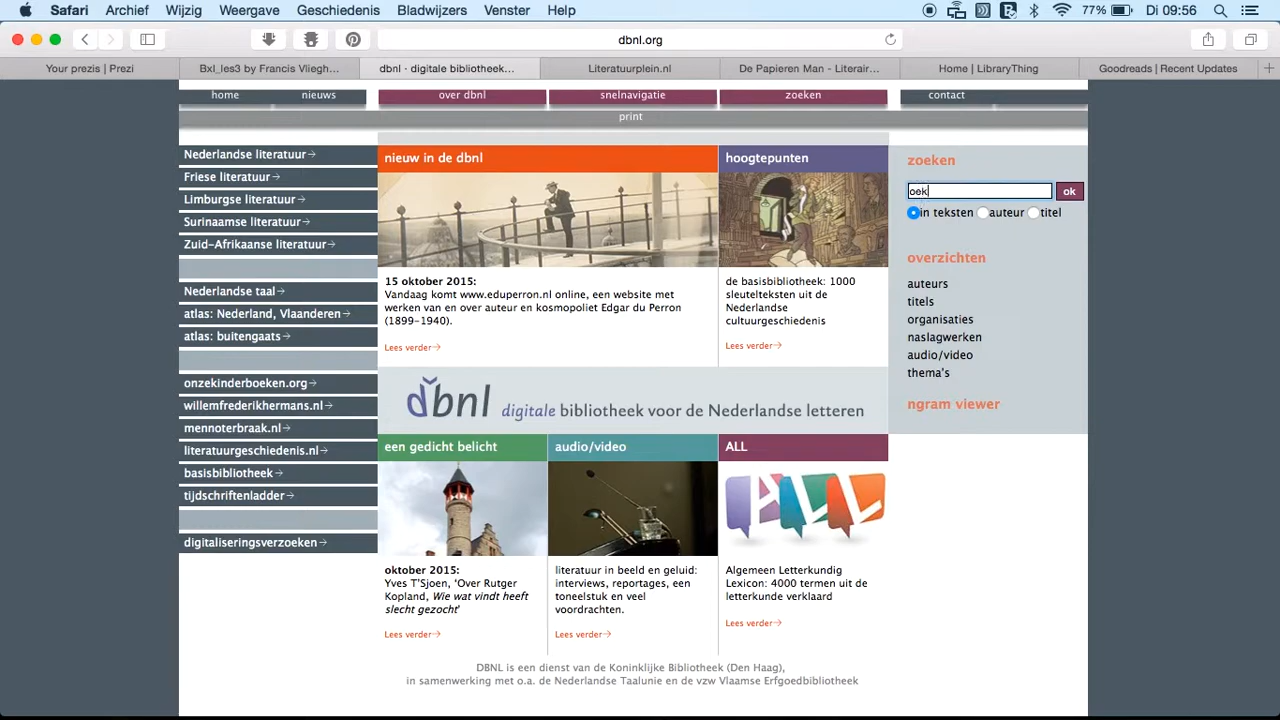 Safari Archief Wijzig Weergave Geschiedenis Bladwijzers Venster Help 77% Di 09:56
dbnl.org
Your prezis | Prezi
Bxl_les3 by Francis Vliegh...
dbnl · digitale bibliotheek...
Literatuurplein.nl
De Papieren Man - Literair...
Home | LibraryThing
Goodreads | Recent Updates
home nieuws over dbnl snelnavigatie zoeken contact
print
Nederlandse literatuur→
Friese literatuur→
Limburgse literatuur→
Surinaamse literatuur→
Zuid-Afrikaanse literatuur→
Nederlandse taal→
atlas: Nederland, Vlaanderen→
atlas: buitengaats→
onzekinderboeken.org→
willemfrederikhermans.nl→
mennoterbraak.nl→
literatuurgeschiedenis.nl→
basisbibliotheek→
tijdschriftenladder→
digitaliseringsverzoeken→
nieuw in de dbnl
15 oktober 2015:
Vandaag komt www.eduperron.nl online, een website met
werken van en over auteur en kosmopoliet Edgar du Perron
(1899-1940).
Lees verder→
hoogtepunten
de basisbibliotheek: 1000
sleutelteksten uit de
Nederlandse
cultuurgeschiedenis
Lees verder→
zoeken
oek ok
in teksten auteur titel
overzichten
auteurs
titels
organisaties
naslagwerken
audio/video
thema's
ngram viewer
dbnl digitale bibliotheek voor de Nederlandse letteren
een gedicht belicht
oktober 2015:
Yves T'Sjoen, 'Over Rutger
Kopland, Wie wat vindt heeft
slecht gezocht'
Lees verder→
audio/video
literatuur in beeld en geluid:
interviews, reportages, een
toneelstuk en veel
voordrachten.
Lees verder→
ALL
ALL
Algemeen Letterkundig
Lexicon: 4000 termen uit de
letterkunde verklaard
Lees verder→
DBNL is een dienst van de Koninklijke Bibliotheek (Den Haag),
in samenwerking met o.a. de Nederlandse Taalunie en de vzw Vlaamse Erfgoedbibliotheek